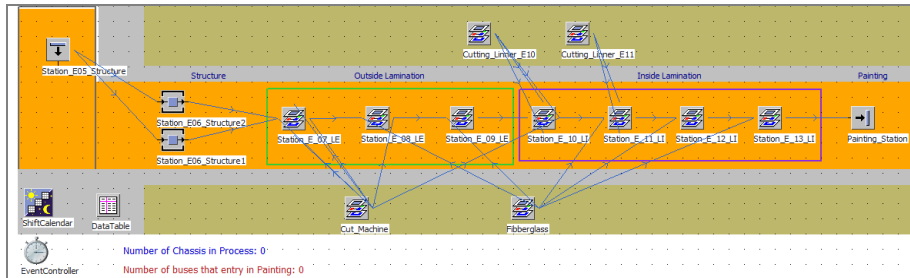 Cutting_Linner_E10
Cutting_Linner_E11
Station_E05_Structure
Structure
Outside Lamination
Inside Lamination
Painting
Station_E06_Structure2
Station_E_07_LE
Station_E_08_LE
Station_E_09_LE
Station_E_10_LI
Station_E_11_LI
Station_E_12_LI
Station_E_13_LI
Painting_Station
Station_E06_Structure1
ShiftCalendar
DataTable
Cut_Machine
Fibberglass
Number of Chassis in Process: 0
EventController
Number of buses that entry in Painting: 0